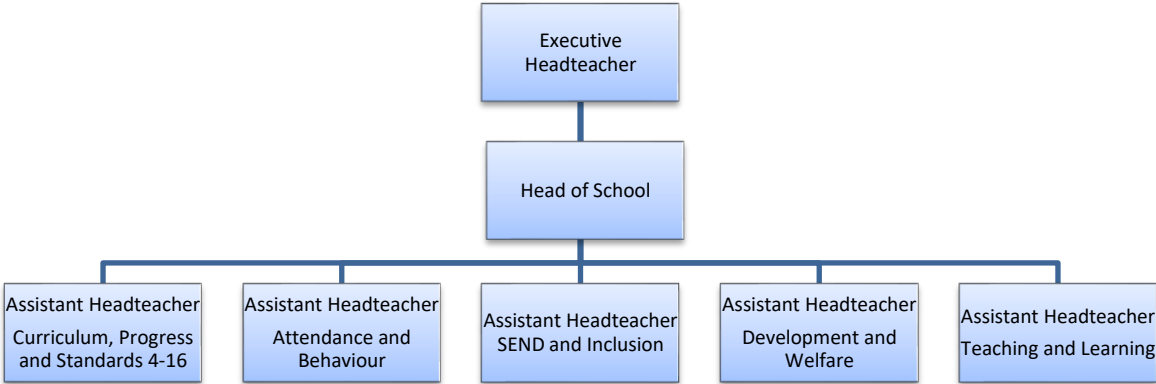 Executive
Headteacher
Head of School
Assistant Headteacher
Curriculum, Progress
and Standards 4-16
Assistant Headteacher
Attendance and
Behaviour
Assistant Headteacher
SEND and Inclusion
Assistant Headteacher
Development and
Welfare
Assistant Headteacher
Teaching and Learning